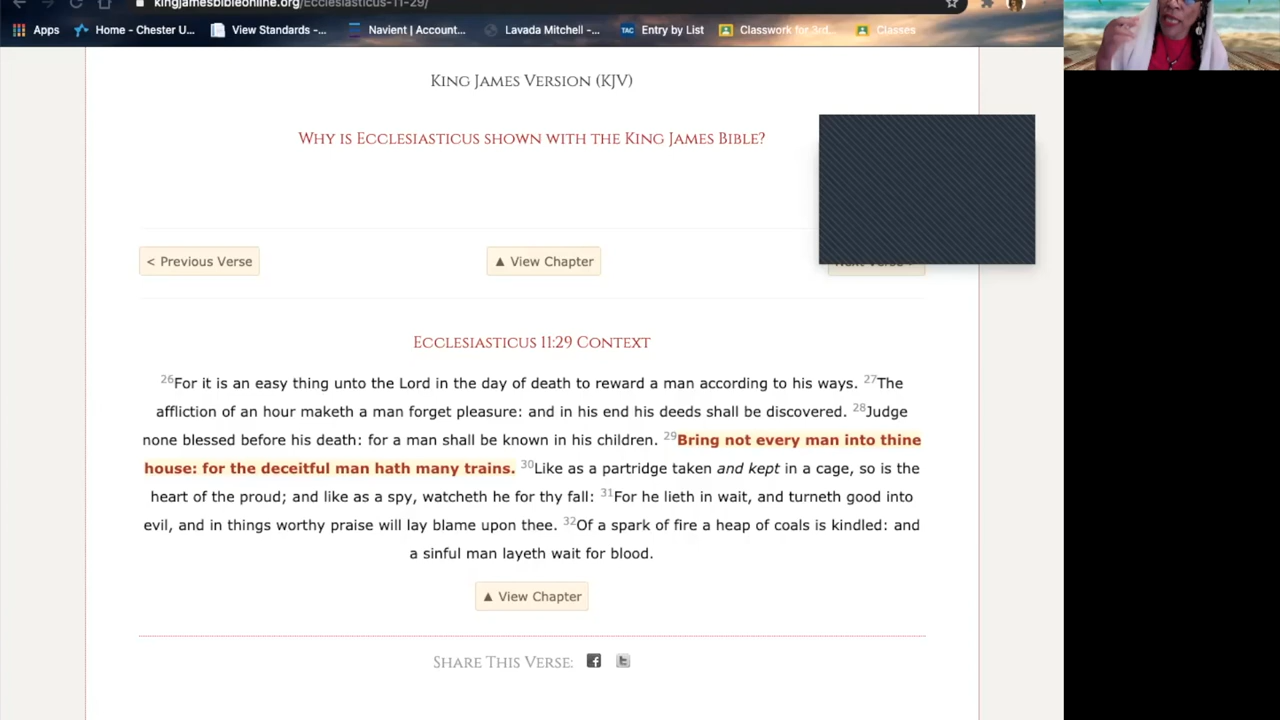 kingjamesbibleonline.org/Ecclesiasticus-11-29/
Apps Home - Chester U... View Standards -... Navient | Account... Lavada Mitchell -... TAC Entry by List Classwork for 3rd... Classes
King James Version (KJV)
Why is Ecclesiasticus shown with the King James Bible?
< Previous Verse ▲ View Chapter Next Verse >
Ecclesiasticus 11:29 Context
26For it is an easy thing unto the Lord in the day of death to reward a man according to his ways. 27The
affliction of an hour maketh a man forget pleasure: and in his end his deeds shall be discovered. 28Judge
none blessed before his death: for a man shall be known in his children. 29Bring not every man into thine
house: for the deceitful man hath many trains. 30Like as a partridge taken and kept in a cage, so is the
heart of the proud; and like as a spy, watcheth he for thy fall: 31For he lieth in wait, and turneth good into
evil, and in things worthy praise will lay blame upon thee. 32Of a spark of fire a heap of coals is kindled: and
a sinful man layeth wait for blood.
▲ View Chapter
Share This Verse: